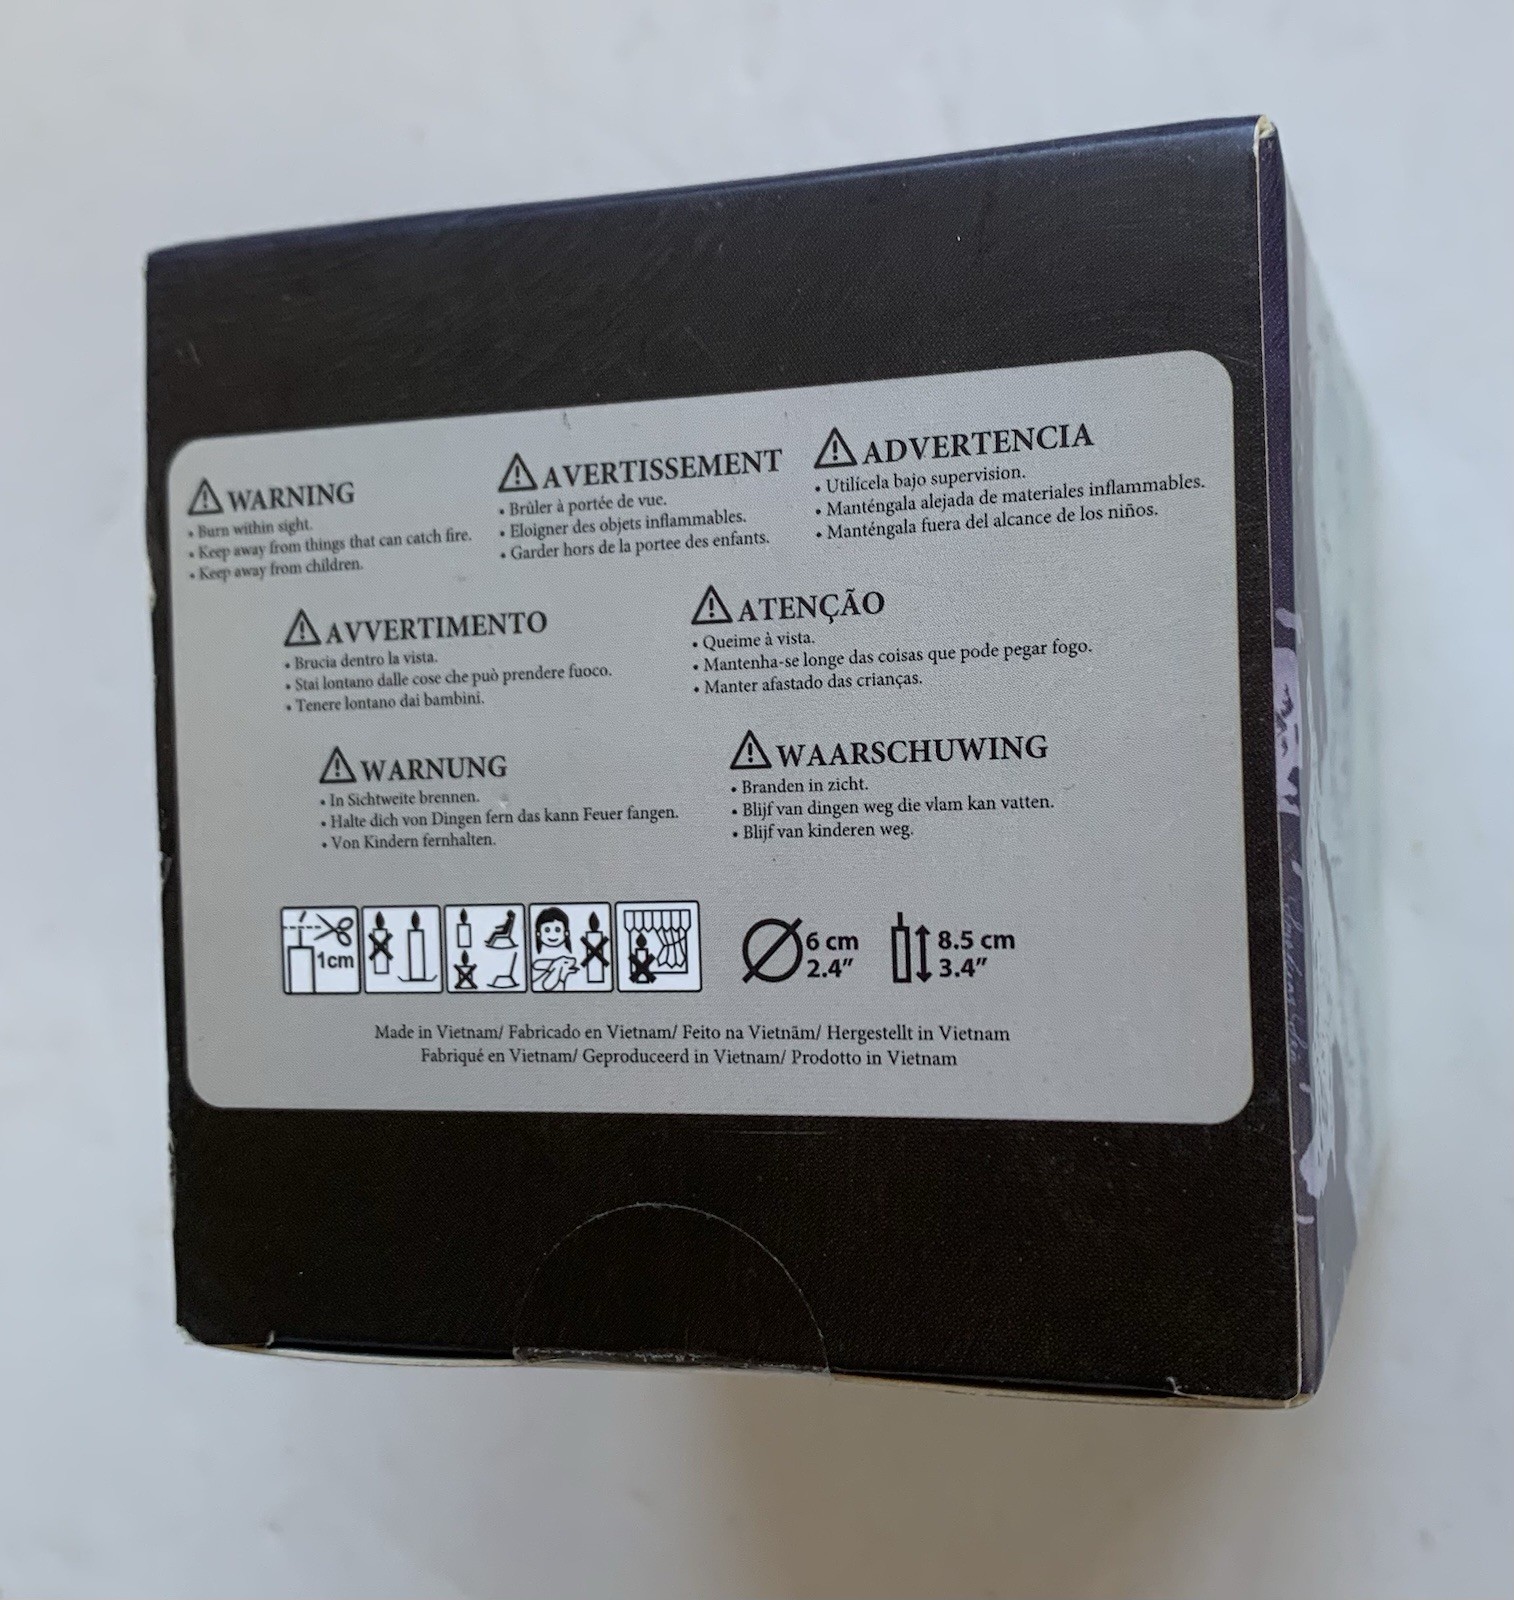 WARNING
• Burn within sight.
• Keep away from things that can catch fire.
• Keep away from children.
AVERTISSEMENT
• Brûler à portée de vue.
• Eloigner des objets inflammables.
• Garder hors de la portee des enfants.
ADVERTENCIA
• Utilícela bajo supervision.
• Manténgala alejada de materiales inflammables.
• Manténgala fuera del alcance de los niños.
AVVERTIMENTO
• Brucia dentro la vista.
• Stai lontano dalle cose che può prendere fuoco.
• Tenere lontano dai bambini.
ATENÇÃO
• Queime à vista.
• Mantenha-se longe das coisas que pode pegar fogo.
• Manter afastado das crianças.
WARNUNG
• In Sichtweite brennen.
• Halte dich von Dingen fern das kann Feuer fangen.
• Von Kindern fernhalten.
WAARSCHUWING
• Branden in zicht.
• Blijf van dingen weg die vlam kan vatten.
• Blijf van kinderen weg.
1cm
6 cm
2.4″
8.5 cm
3.4″
Made in Vietnam/ Fabricado en Vietnam/ Feito na Vietnãm/ Hergestellt in Vietnam
Fabriqué en Vietnam/ Geproduceerd in Vietnam/ Prodotto in Vietnam